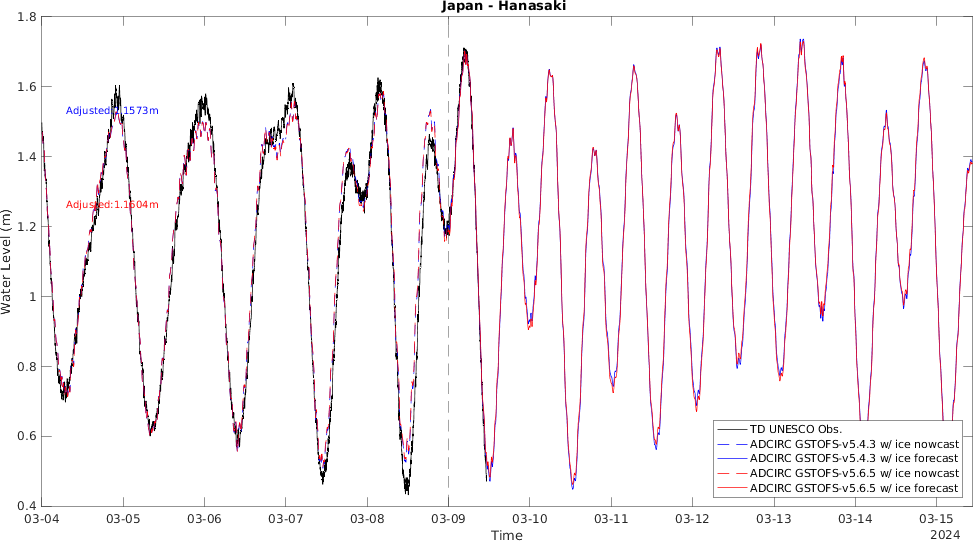 Japan - Hanasaki
1.8
1.6
1.4
1.2
1
0.8
0.6
0.4
Water Level (m)
Adjusted:1.1573m
Adjusted:1.1604m
TD UNESCO Obs.
ADCIRC GSTOFS-v5.4.3 w/ ice nowcast
ADCIRC GSTOFS-v5.4.3 w/ ice forecast
ADCIRC GSTOFS-v5.6.5 w/ ice nowcast
ADCIRC GSTOFS-v5.6.5 w/ ice forecast
03-04 03-05 03-06 03-07 03-08 03-09 03-10 03-11 03-12 03-13 03-14 03-15
Time
2024